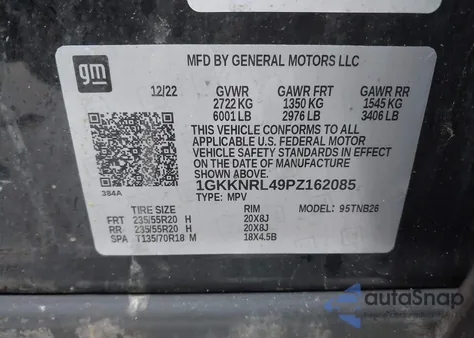 gm
MFD BY GENERAL MOTORS LLC
12/22 GVWR GAWR FRT GAWR RR
2722 KG 1350 KG 1545 KG
6001 LB 2976 LB 3406 LB
THIS VEHICLE CONFORMS TO ALL
APPLICABLE U.S. FEDERAL MOTOR
VEHICLE SAFETY STANDARDS IN EFFECT
ON THE DATE OF MANUFACTURE
SHOWN ABOVE.
384A 1GKKNRL49PZ162085
TYPE: MPV MODEL: 95TNB26
TIRE SIZE RIM
FRT 235/55R20 H 20X8J
RR 235/55R20 H 20X8J
SPA T135/70R18 M 18X4.5B
autoSnap